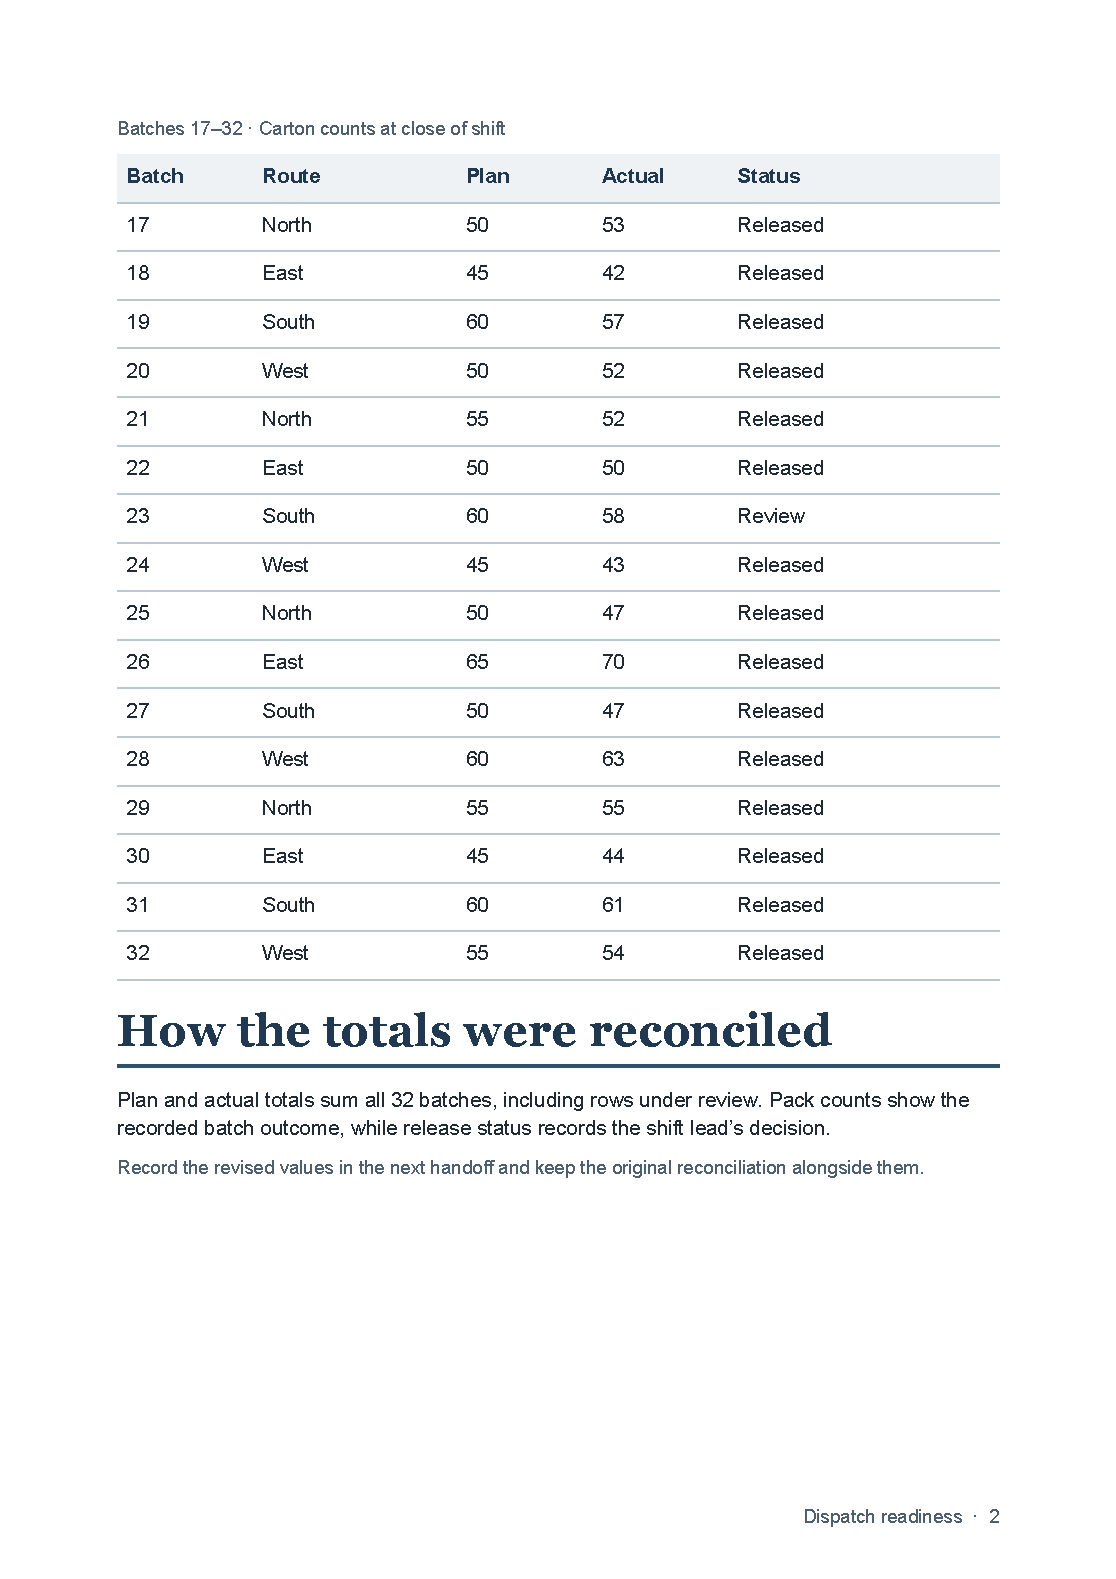 Batches 17–32 · Carton counts at close of shift
Batch Route Plan Actual Status
17 North 50 53 Released
18 East 45 42 Released
19 South 60 57 Released
20 West 50 52 Released
21 North 55 52 Released
22 East 50 50 Released
23 South 60 58 Review
24 West 45 43 Released
25 North 50 47 Released
26 East 65 70 Released
27 South 50 47 Released
28 West 60 63 Released
29 North 55 55 Released
30 East 45 44 Released
31 South 60 61 Released
32 West 55 54 Released
How the totals were reconciled
Plan and actual totals sum all 32 batches, including rows under review. Pack counts show the
recorded batch outcome, while release status records the shift lead’s decision.
Record the revised values in the next handoff and keep the original reconciliation alongside them.
Dispatch readiness · 2